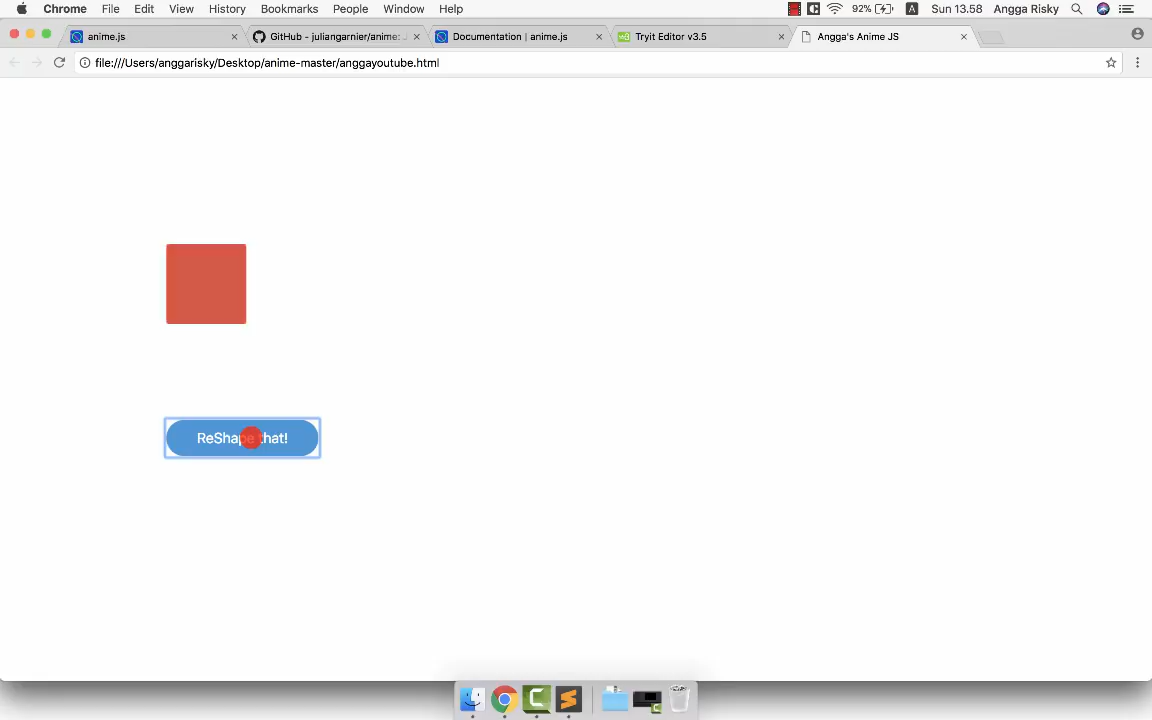 Chrome File Edit View History Bookmarks People Window Help 92% A Sun 13.58 Angga Risky
anime.js GitHub - juliangarnier/anime: J Documentation | anime.js Tryit Editor v3.5 Angga's Anime JS
file:///Users/anggarisky/Desktop/anime-master/anggayoutube.html
ReShape that!